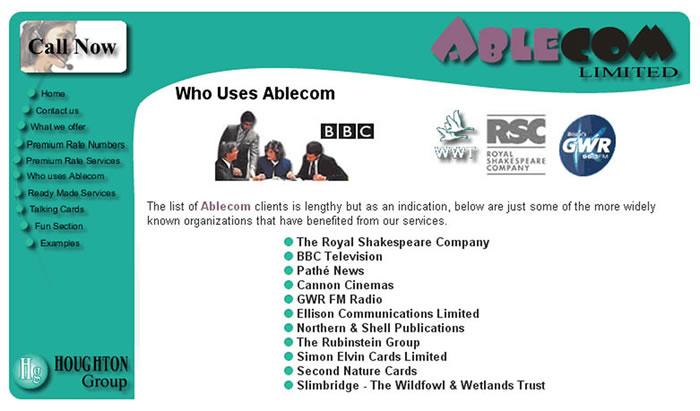 Call Now
ABLECOM
LIMITED
Home
Contact us
What we offer
Premium Rate Numbers
Premium Rate Services
Who uses Ablecom
Ready Made Services
Talking Cards
Fun Section
Examples
Who Uses Ablecom
BBC
WWT
RSC
ROYAL
SHAKESPEARE
COMPANY
GWR
The list of Ablecom clients is lengthy but as an indication, below are just some of the more widely
known organizations that have benefited from our services.
The Royal Shakespeare Company
BBC Television
Pathé News
Cannon Cinemas
GWR FM Radio
Ellison Communications Limited
Northern & Shell Publications
The Rubinstein Group
Simon Elvin Cards Limited
Second Nature Cards
Slimbridge - The Wildfowl & Wetlands Trust
Hg
HOUGHTON
Group